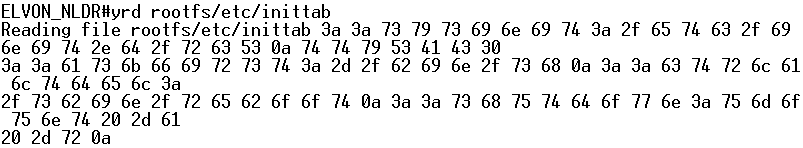 ELVON_NLDR#yrd rootfs/etc/inittab
Reading file rootfs/etc/inittab 3a 3a 73 79 73 69 6e 69 74 3a 2f 65 74 63 2f 69
6e 69 74 2e 64 2f 72 63 53 0a 74 74 79 53 41 43 30
3a 3a 61 73 6b 66 69 72 73 74 3a 2d 2f 62 69 6e 2f 73 68 0a 3a 3a 63 74 72 6c 61
 6c 74 64 65 6c 3a
2f 73 62 69 6e 2f 72 65 62 6f 6f 74 0a 3a 3a 73 68 75 74 64 6f 77 6e 3a 75 6d 6f
 75 6e 74 20 2d 61
20 2d 72 0a